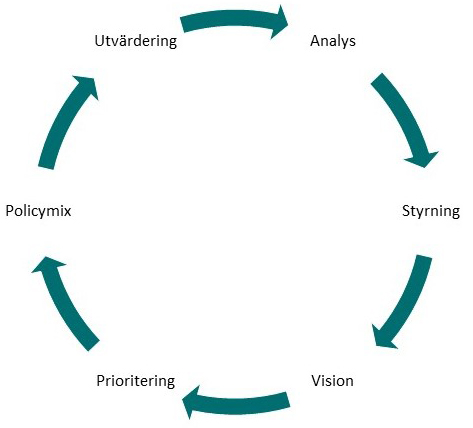 Utvärdering
Analys
Policymix
Styrning
Prioritering
Vision